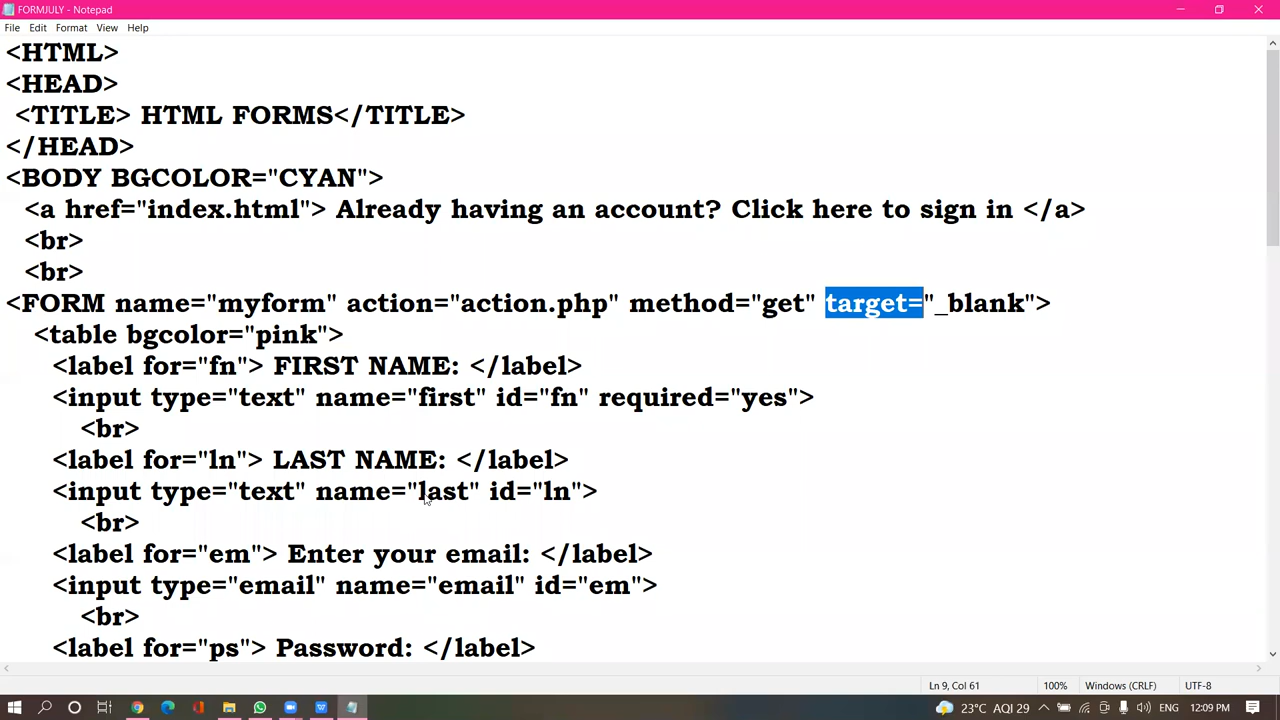 FORMJULY - Notepad
File Edit Format View Help
<HTML>
<HEAD>
<TITLE> HTML FORMS</TITLE>
</HEAD>
<BODY BGCOLOR="CYAN">
<a href="index.html"> Already having an account? Click here to sign in </a>
<br>
<br>
<FORM name="myform" action="action.php" method="get" target="_blank">
<table bgcolor="pink">
<label for="fn"> FIRST NAME: </label>
<input type="text" name="first" id="fn" required="yes">
<br>
<label for="ln"> LAST NAME: </label>
<input type="text" name="last" id="ln">
<br>
<label for="em"> Enter your email: </label>
<input type="email" name="email" id="em">
<br>
<label for="ps"> Password: </label>
Ln 9, Col 61 100% Windows (CRLF) UTF-8
23°C AQI 29 12:09 PM